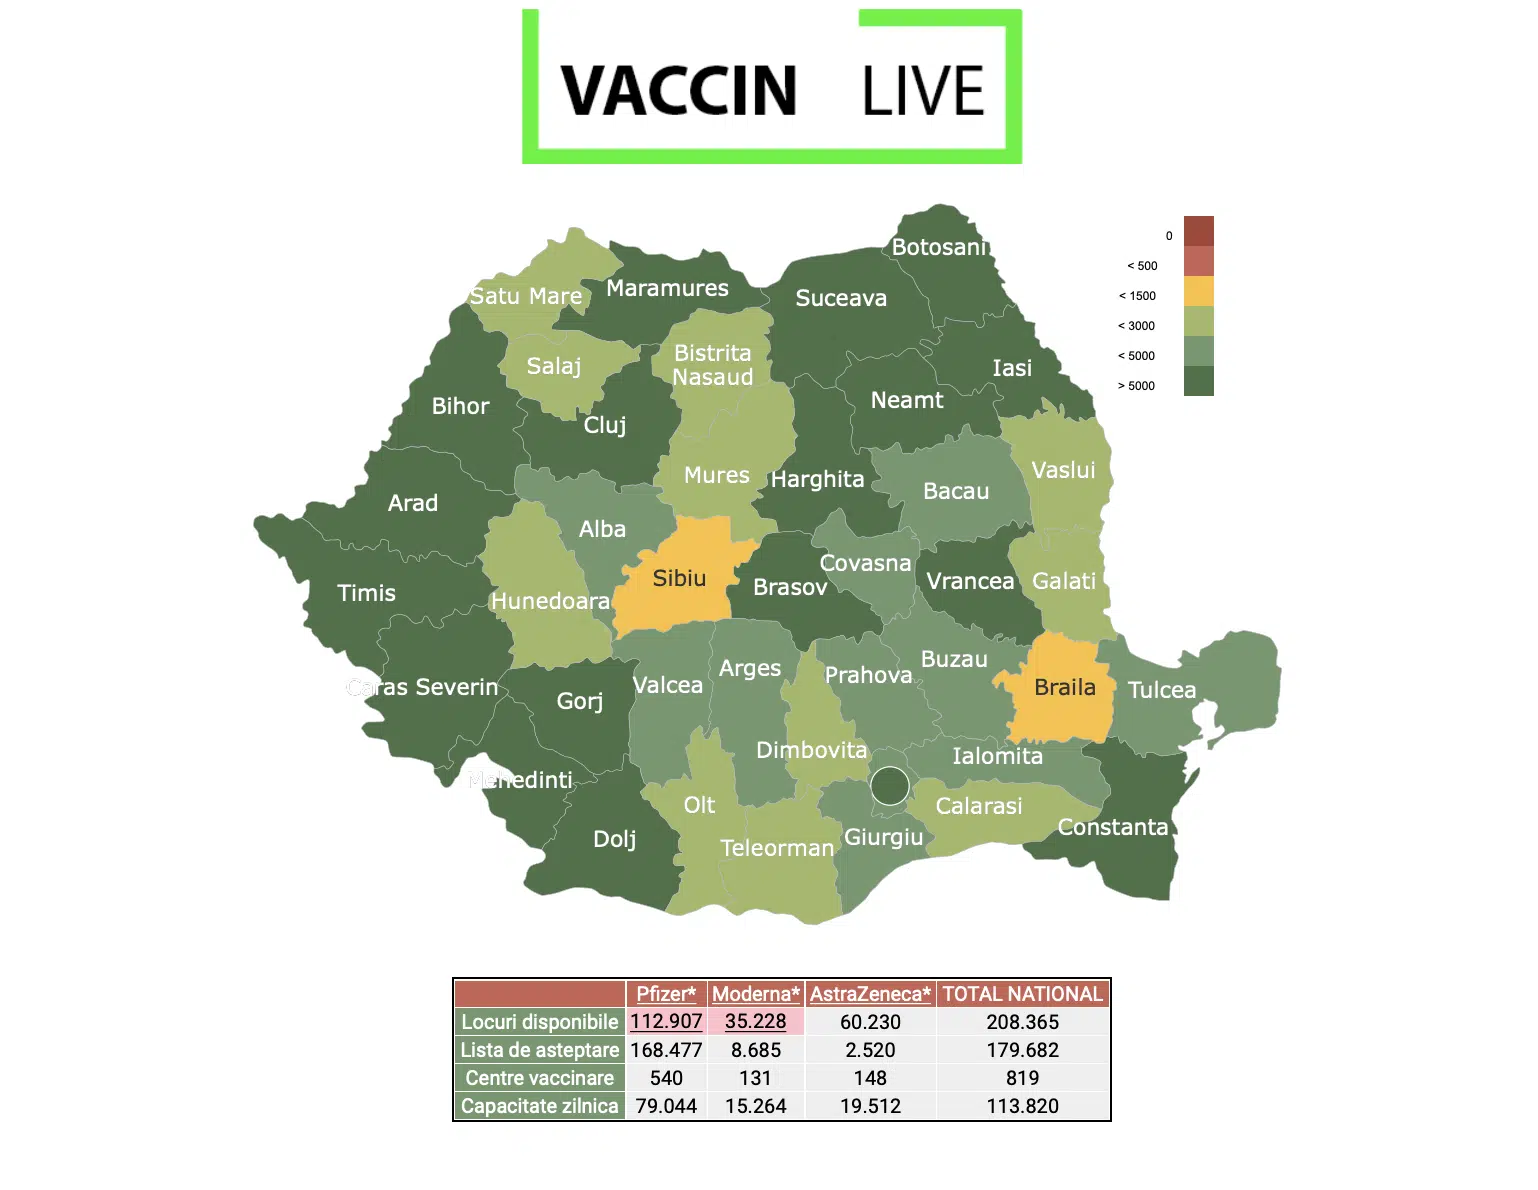 VACCIN LIVE
0
< 500
< 1500
< 3000
< 5000
> 5000
Botosani
Satu Mare
Maramures
Suceava
Salaj
Bistrita
Nasaud
Iasi
Bihor
Cluj
Neamt
Mures
Harghita
Bacau
Vaslui
Arad
Alba
Timis
Hunedoara
Sibiu
Brasov
Covasna
Vrancea
Galati
Caras Severin
Gorj
Valcea
Arges
Prahova
Buzau
Braila
Tulcea
Mehedinti
Dimbovita
Ialomita
Dolj
Olt
Teleorman
Giurgiu
Calarasi
Constanta
Pfizer* Moderna* AstraZeneca* TOTAL NATIONAL
Locuri disponibile 112.907 35.228 60.230 208.365
Lista de asteptare 168.477 8.685 2.520 179.682
Centre vaccinare 540 131 148 819
Capacitate zilnica 79.044 15.264 19.512 113.820